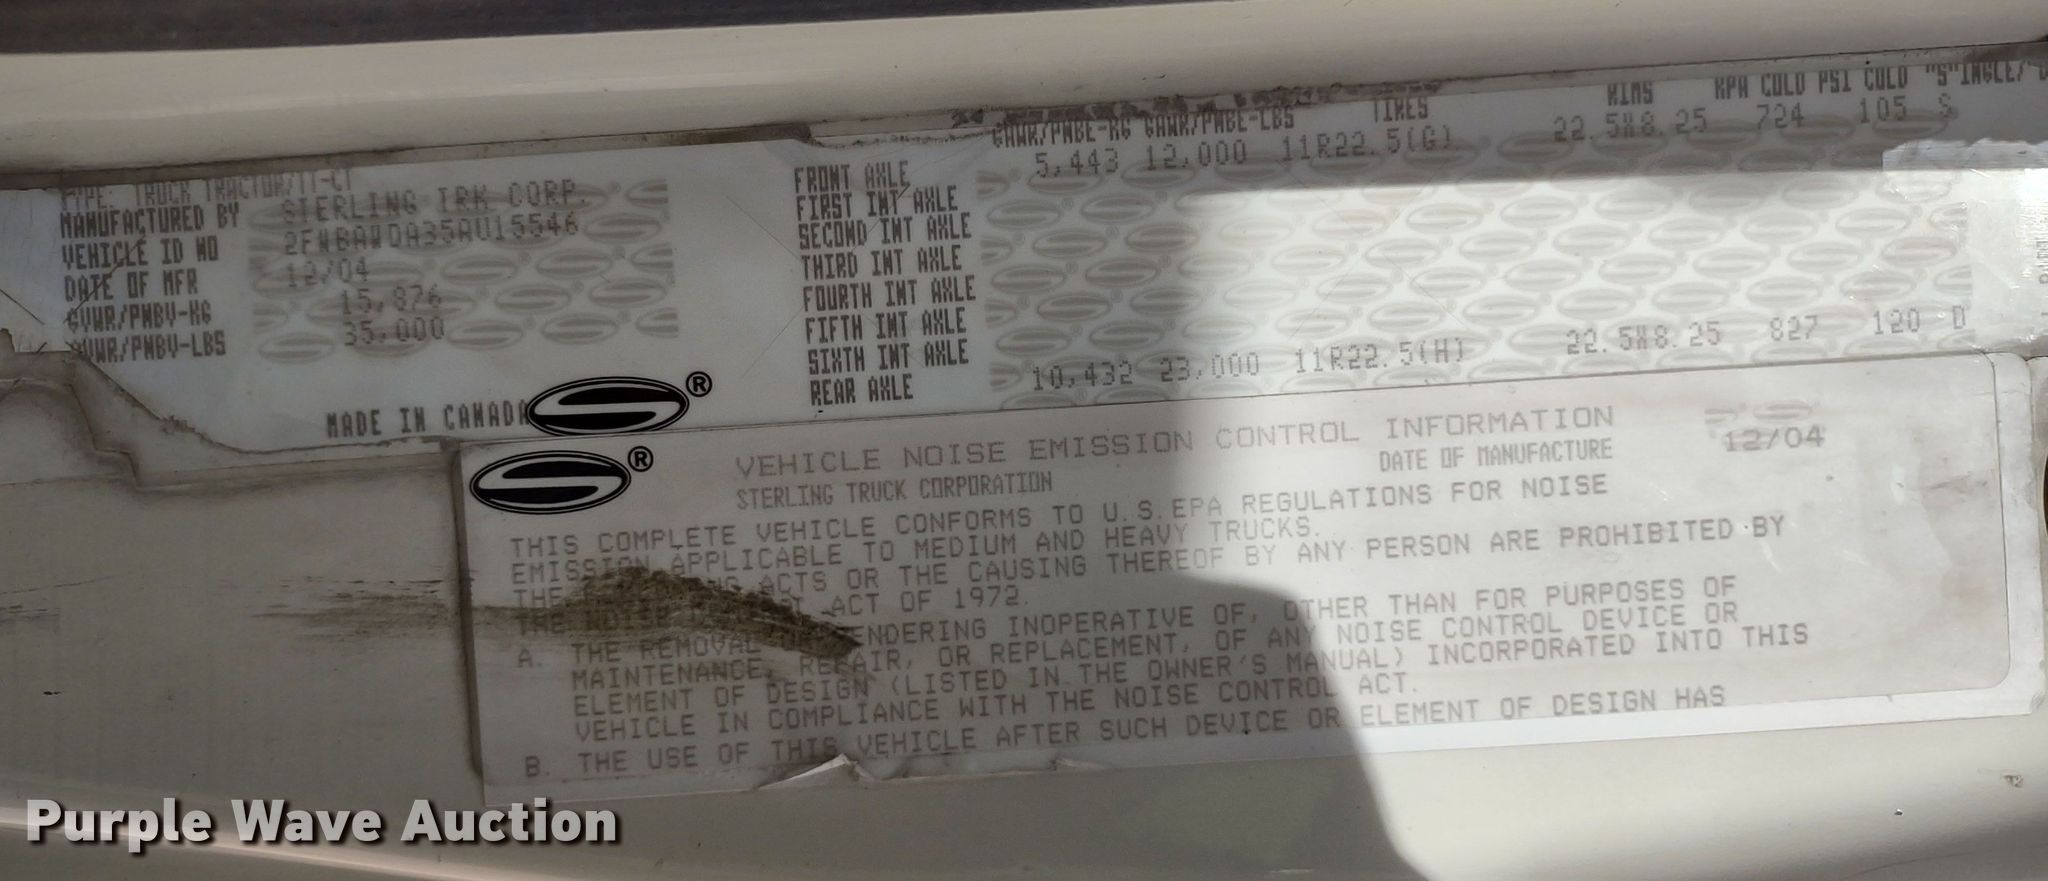 TYPE: TRUCK TRACTOR/TT-CT
MANUFACTURED BY STERLING TRK CORP.
VEHICLE ID NO 2FWBAWDA35AU15546
DATE OF MFR 12/04
GVWR/PNBV-KG 15,876
GVWR/PNBV-LBS 35,000
MADE IN CANADA
GAWR/PNBE-KG GAWR/PNBE-LBS TIRES RIMS KPA COLD PSI COLD "S"INGLE/
FRONT AXLE 5,443 12,000 11R22.5(G) 22.5X8.25 724 105 S
FIRST INT AXLE
SECOND INT AXLE
THIRD INT AXLE
FOURTH INT AXLE
FIFTH INT AXLE
SIXTH INT AXLE
REAR AXLE 10,432 23,000 11R22.5(H) 22.5X8.25 827 120 D
S®
S®
VEHICLE NOISE EMISSION CONTROL INFORMATION
STERLING TRUCK CORPORATION DATE OF MANUFACTURE 12/04
THIS COMPLETE VEHICLE CONFORMS TO U.S.EPA REGULATIONS FOR NOISE
EMISSION APPLICABLE TO MEDIUM AND HEAVY TRUCKS.
THE ACTS OR THE CAUSING THEREOF BY ANY PERSON ARE PROHIBITED BY
THE NOISE ACT OF 1972.
A. THE REMOVAL RENDERING INOPERATIVE OF, OTHER THAN FOR PURPOSES OF
MAINTENANCE, REPAIR, OR REPLACEMENT, OF ANY NOISE CONTROL DEVICE OR
ELEMENT OF DESIGN (LISTED IN THE OWNER'S MANUAL) INCORPORATED INTO THIS
VEHICLE IN COMPLIANCE WITH THE NOISE CONTROL ACT.
B. THE USE OF THIS VEHICLE AFTER SUCH DEVICE OR ELEMENT OF DESIGN HAS
Purple Wave Auction